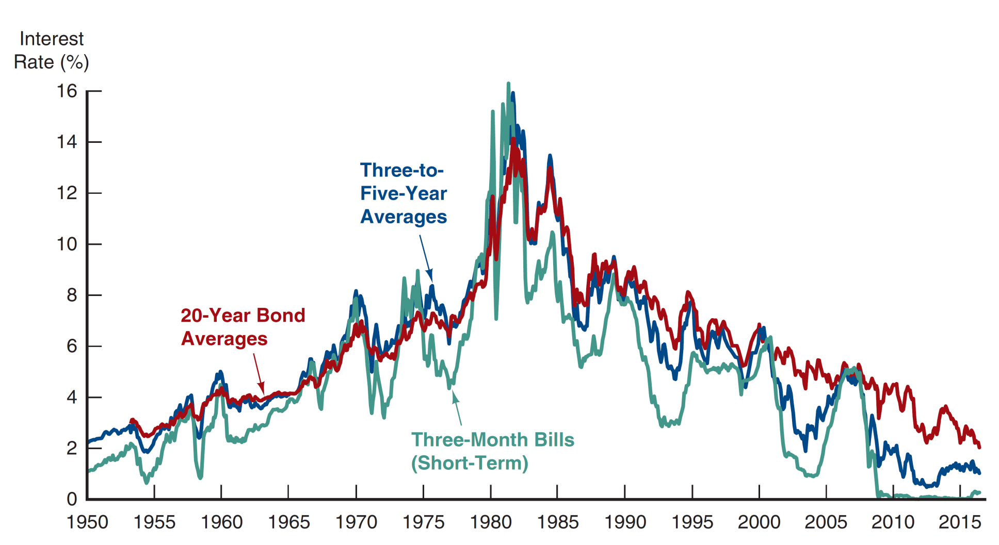 Interest
Rate (%)
16
14
12
10
8
6
4
2
0
Three-to-
Five-Year
Averages
20-Year Bond
Averages
Three-Month Bills
(Short-Term)
1950 1955 1960 1965 1970 1975 1980 1985 1990 1995 2000 2005 2010 2015